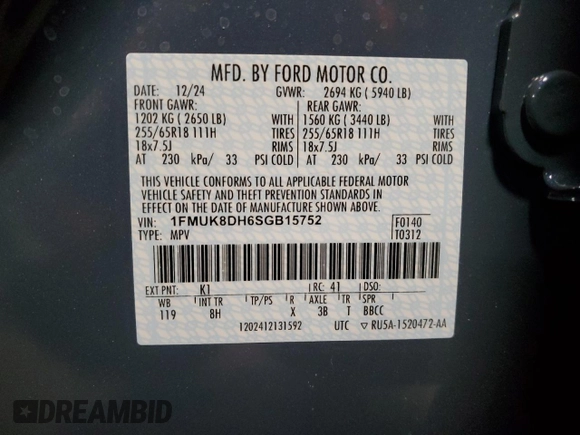 MFD. BY FORD MOTOR CO.
DATE: 12/24 GVWR: 2694 KG ( 5940 LB)
FRONT GAWR: REAR GAWR:
1202 KG ( 2650 LB) WITH 1560 KG ( 3440 LB) WITH
255/65R18 111H TIRES 255/65R18 111H TIRES
18x7.5J RIMS 18x7.5J RIMS
AT 230 kPa/ 33 PSI COLD AT 230 kPa/ 33 PSI COLD
THIS VEHICLE CONFORMS TO ALL APPLICABLE FEDERAL MOTOR
VEHICLE SAFETY AND THEFT PREVENTION STANDARDS IN
EFFECT ON THE DATE OF MANUFACTURE SHOWN ABOVE.
VIN: 1FMUK8DH6SGB15752 F0140
TYPE: MPV T0312
EXT PNT: K1 RC: 41 DSO:
WB INT TR TP/PS R AXLE TR SPR
119 8H X 3B T BBCC
1202412131592 UTC ▽ RU5A-1520472-AA
DREAMBID